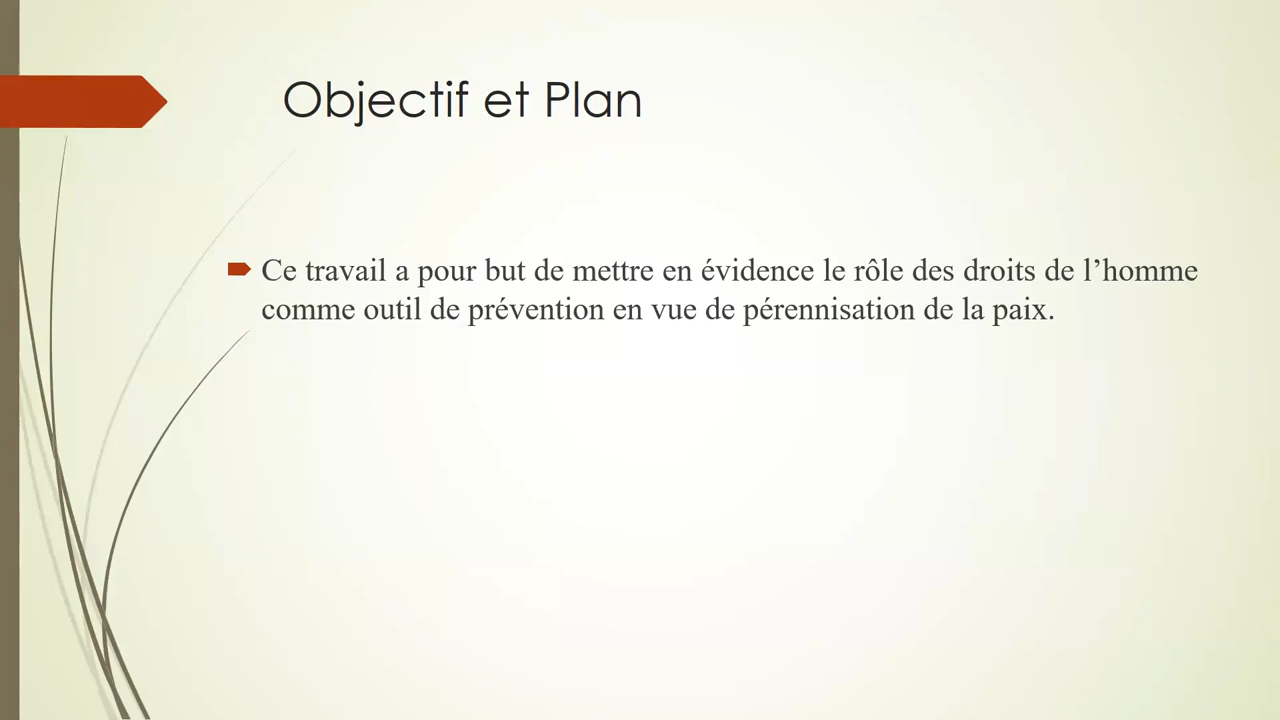 Objectif et Plan
Ce travail a pour but de mettre en évidence le rôle des droits de l’homme
comme outil de prévention en vue de pérennisation de la paix.